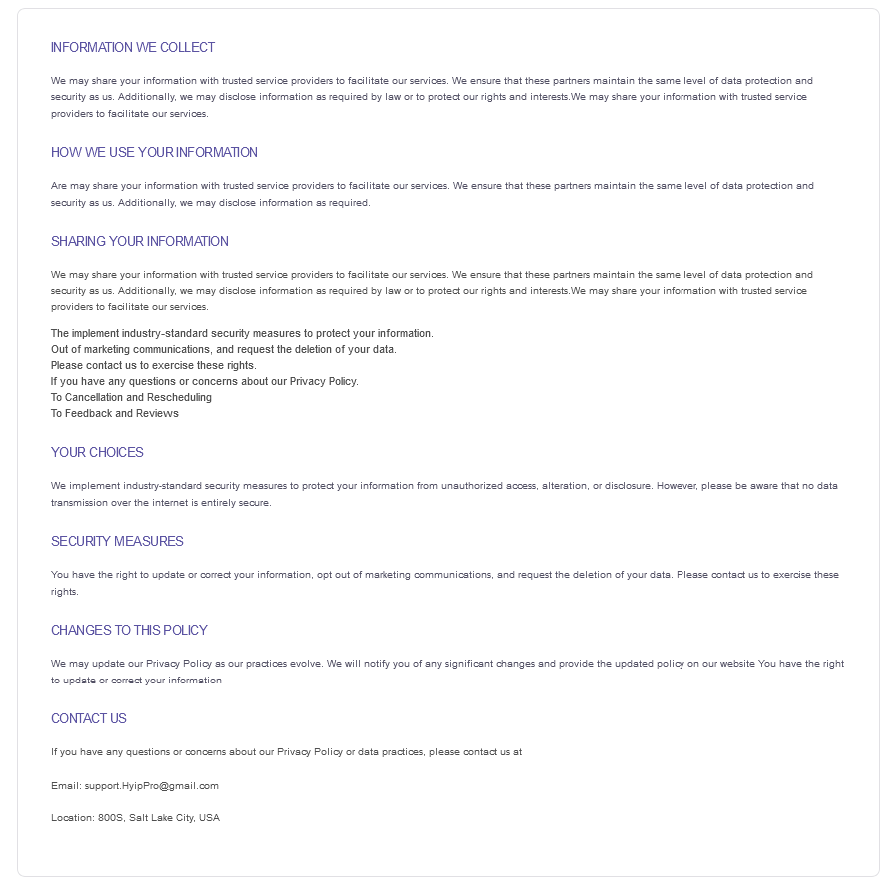 INFORMATION WE COLLECT
We may share your information with trusted service providers to facilitate our services. We ensure that these partners maintain the same level of data protection and
security as us. Additionally, we may disclose information as required by law or to protect our rights and interests.We may share your information with trusted service
providers to facilitate our services.
HOW WE USE YOUR INFORMATION
Are may share your information with trusted service providers to facilitate our services. We ensure that these partners maintain the same level of data protection and
security as us. Additionally, we may disclose information as required.
SHARING YOUR INFORMATION
We may share your information with trusted service providers to facilitate our services. We ensure that these partners maintain the same level of data protection and
security as us. Additionally, we may disclose information as required by law or to protect our rights and interests.We may share your information with trusted service
providers to facilitate our services.
The implement industry-standard security measures to protect your information.
Out of marketing communications, and request the deletion of your data.
Please contact us to exercise these rights.
If you have any questions or concerns about our Privacy Policy.
To Cancellation and Rescheduling
To Feedback and Reviews
YOUR CHOICES
We implement industry-standard security measures to protect your information from unauthorized access, alteration, or disclosure. However, please be aware that no data
transmission over the internet is entirely secure.
SECURITY MEASURES
You have the right to update or correct your information, opt out of marketing communications, and request the deletion of your data. Please contact us to exercise these
rights.
CHANGES TO THIS POLICY
We may update our Privacy Policy as our practices evolve. We will notify you of any significant changes and provide the updated policy on our website You have the right
to update or correct your information
CONTACT US
If you have any questions or concerns about our Privacy Policy or data practices, please contact us at
Email: support.HyipPro@gmail.com
Location: 800S, Salt Lake City, USA